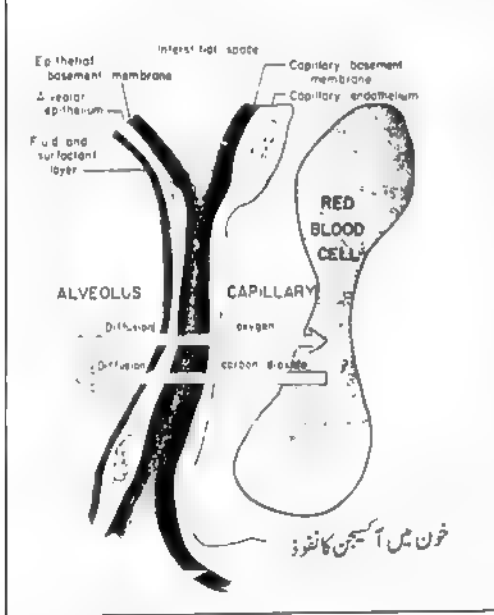 Interstitial space
Epithelial
basement membrane
Capillary basement
membrane
Alveolar
epithelium
Capillary endothelium
Fluid and
surfactant
layer
RED
BLOOD
CELL
ALVEOLUS
CAPILLARY
Diffusion
oxygen
Diffusion
carbon dioxide
خون میں آکسیجن کا نفوذ